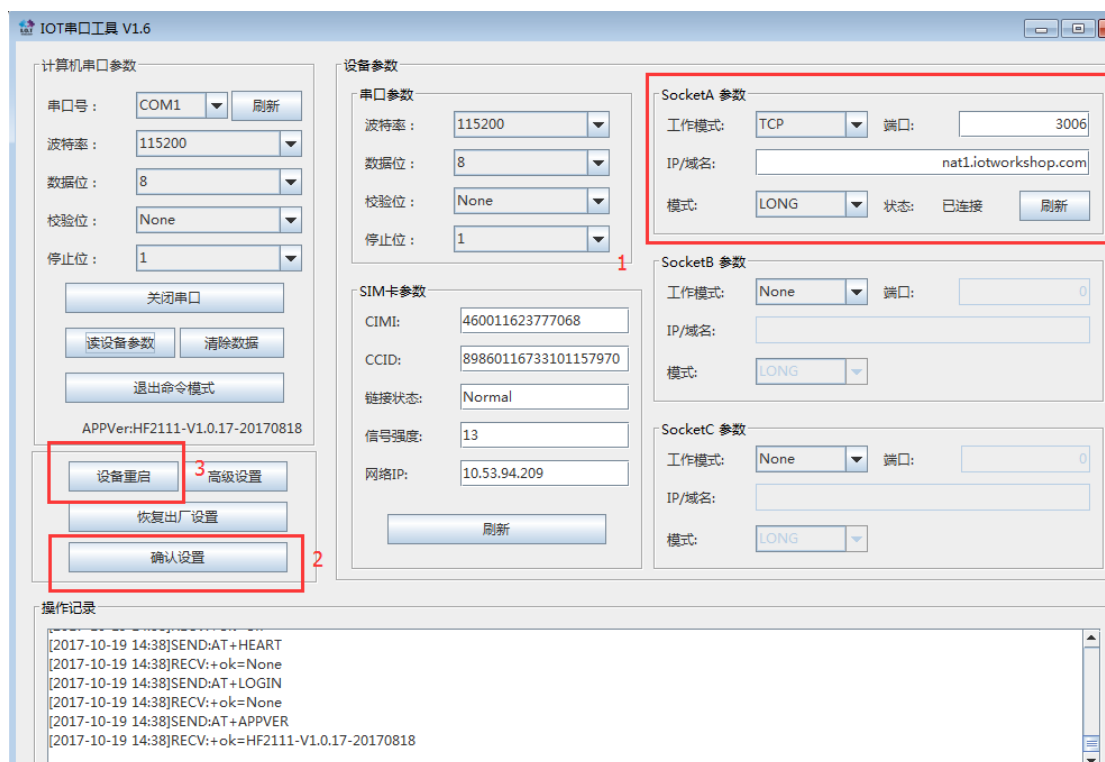 IOT串口工具 V1.6
计算机串口参数
串口号： COM1 刷新
波特率： 115200
数据位： 8
校验位： None
停止位： 1
关闭串口
读设备参数 清除数据
退出命令模式
APPVer:HF2111-V1.0.17-20170818
设备重启 3 高级设置
恢复出厂设置
确认设置 2
设备参数
串口参数
波特率： 115200
数据位： 8
校验位： None
停止位： 1
1
SIM卡参数
CIMI: 460011623777068
CCID: 89860116733101157970
链接状态: Normal
信号强度: 13
网络IP: 10.53.94.209
刷新
SocketA 参数
工作模式: TCP 端口: 3006
IP/域名: nat1.iotworkshop.com
模式: LONG 状态: 已连接 刷新
SocketB 参数
工作模式: None 端口: 0
IP/域名:
模式: LONG
SocketC 参数
工作模式: None 端口: 0
IP/域名:
模式: LONG
操作记录
[2017-10-19 14:38]SEND:AT+HEART
[2017-10-19 14:38]RECV:+ok=None
[2017-10-19 14:38]SEND:AT+LOGIN
[2017-10-19 14:38]RECV:+ok=None
[2017-10-19 14:38]SEND:AT+APPVER
[2017-10-19 14:38]RECV:+ok=HF2111-V1.0.17-20170818